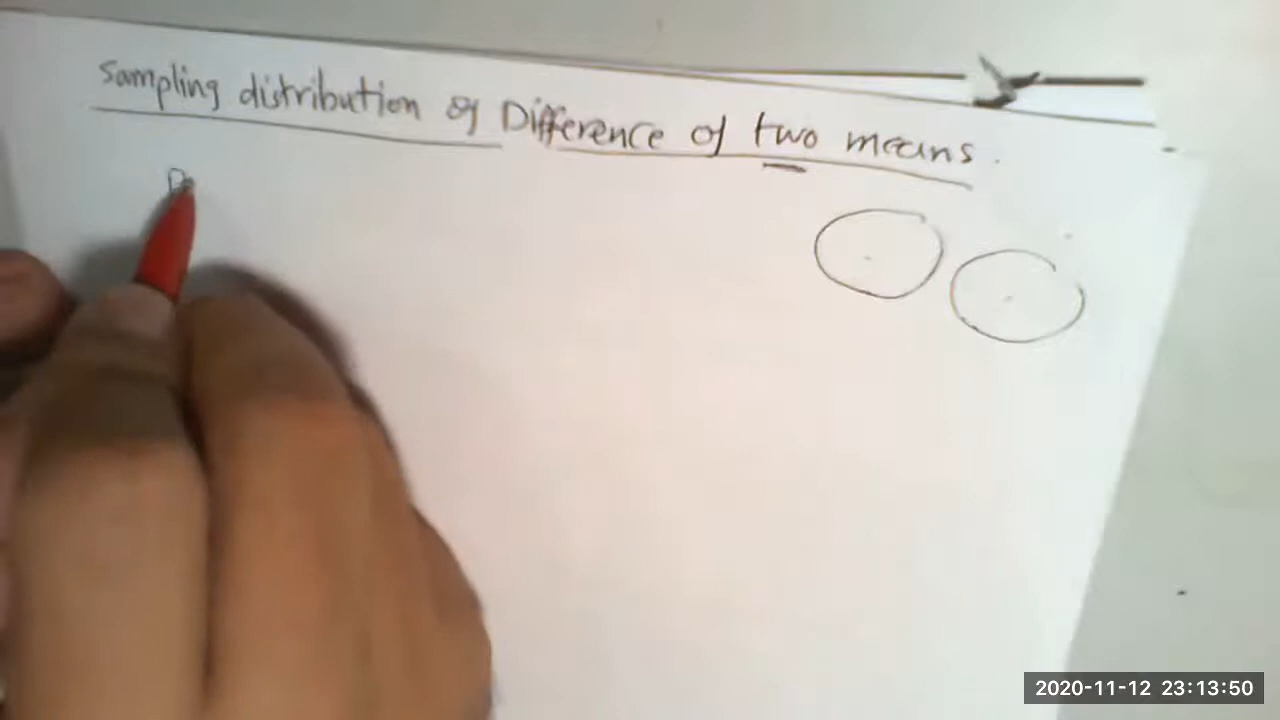 Sampling distribution of Difference of two means.
2020-11-12 23:13:50